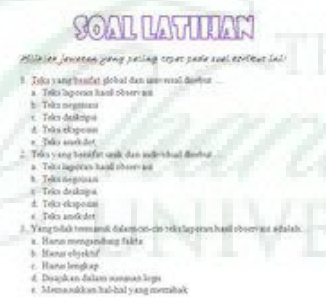 SOAL LATIHAN
Pilihlah jawaban yang paling tepat pada soal berikut ini!
1. Teks yang bersifat global dan universal disebut ...
a. Teks laporan hasil observasi
b. Teks negosiasi
c. Teks deskripsi
d. Teks eksposisi
e. Teks anekdot
2. Teks yang bersifat unik dan individual disebut ...
a. Teks laporan hasil observasi
b. Teks negosiasi
c. Teks deskripsi
d. Teks eksposisi
e. Teks anekdot
3. Yang tidak termasuk dalam ciri-ciri teks laporan hasil observasi adalah...
a. Harus mengandung fakta
b. Harus objektif
c. Harus lengkap
d. Disajikan dalam susunan logis
e. Memasukkan hal-hal yang
UNIVE